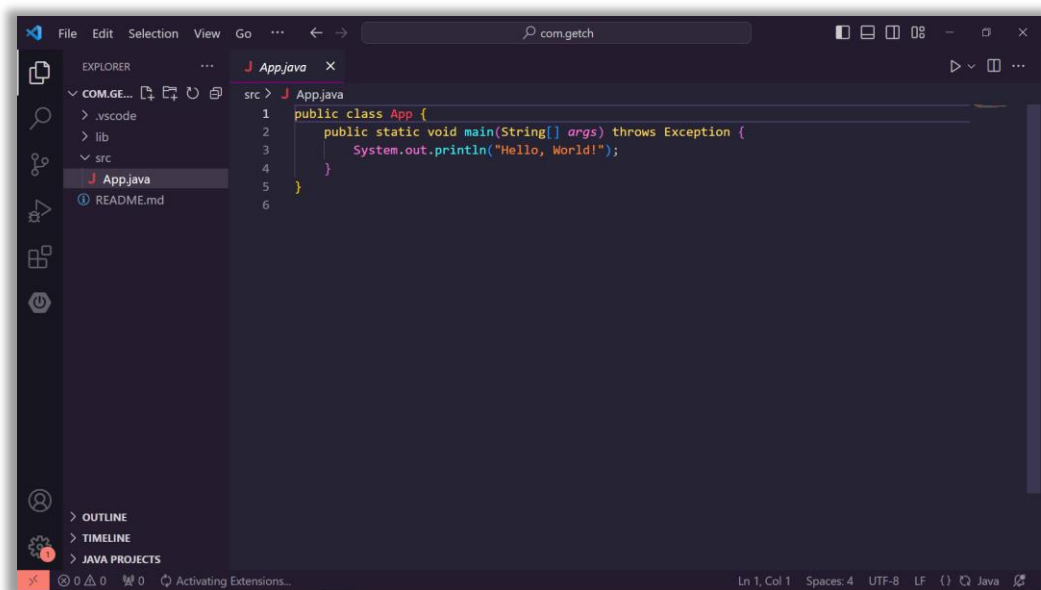 File Edit Selection View Go ··· com.getch
EXPLORER ···
COM.GE...
.vscode
lib
src
J App.java
README.md
OUTLINE
TIMELINE
JAVA PROJECTS
J App.java
src > J App.java
1 public class App {
2 public static void main(String[] args) throws Exception {
3 System.out.println("Hello, World!");
4 }
5 }
6
1
0 0 0 Activating Extensions... Ln 1, Col 1 Spaces: 4 UTF-8 LF {} Java